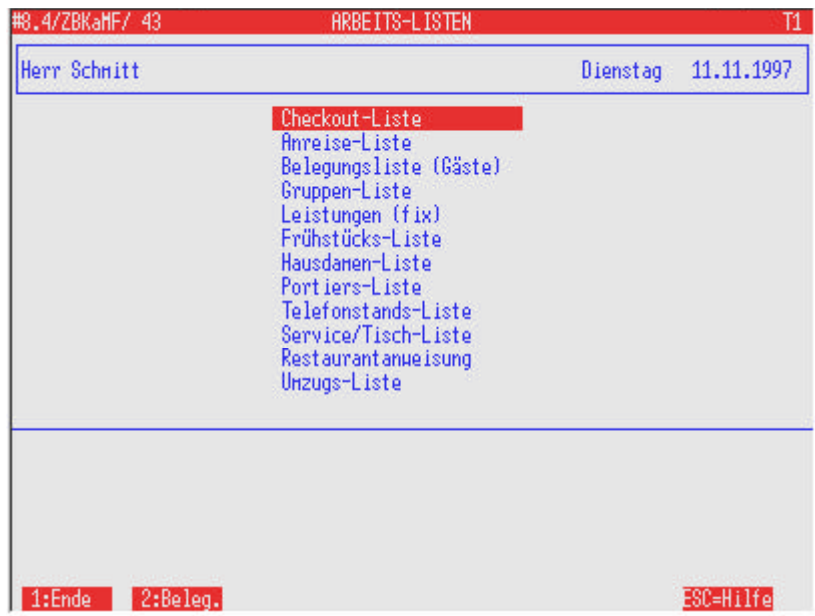 #8.4/ZBKaMF/ 43 ARBEITS-LISTEN T1
Herr Schmitt Dienstag 11.11.1997
Checkout-Liste
Anreise-Liste
Belegungsliste (Gäste)
Gruppen-Liste
Leistungen (fix)
Frühstücks-Liste
Hausdamen-Liste
Portiers-Liste
Telefonstands-Liste
Service/Tisch-Liste
Restaurantanweisung
Umzugs-Liste
1:Ende 2:Beleg. ESC=Hilfe